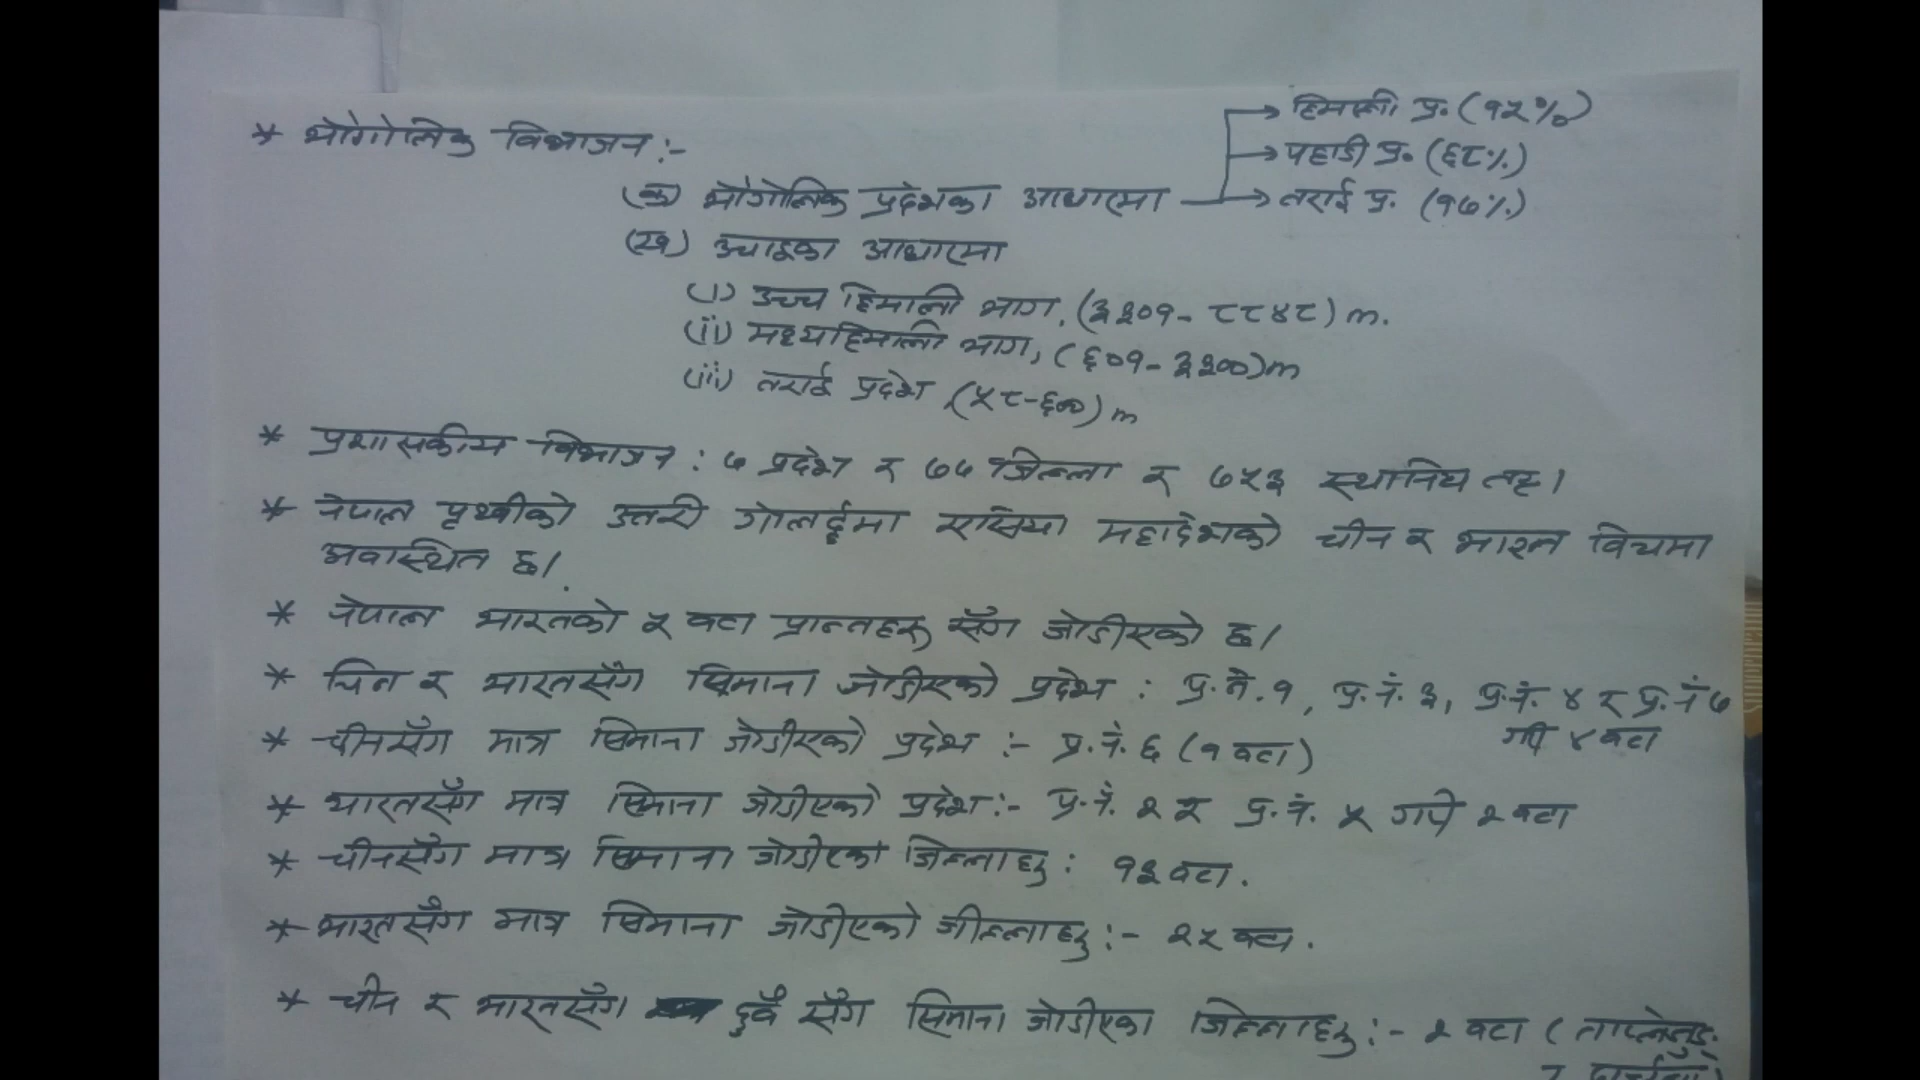 * भौगोलिक विभाजन :-
→ हिमाली प्र. (१५%)
→ पहाडी प्र. (६८%)
(क) भौगोलिक प्रदेशका आधारमा → तराई प्र. (१७%)
(ख) उचाइका आधारमा
(i) उच्च हिमाली भाग, (३३०१- ८८४८) m.
(ii) मध्यहिमाली भाग, (६०१- ३३००)m
(iii) तराई प्रदेश (५८-६००) m
* प्रशासकीय विभाजन : ७ प्रदेश र ७७ जिल्ला र ७५३ स्थानिय तह।
* नेपाल पृथ्वीको उत्तरी गोलर्द्धमा एसिया महादेशको चीन र भारत विचमा
अवास्थित छ।
* नेपाल भारतको ५ वटा प्रान्तहरु सँग जोडीएको छ।
* चिन र भारतसँग सिमाना जोडीएको प्रदेश : प्र.नं. १, प्र.नं. ३, प्र.नं. ४ र प्र.नं ७
गरी ४ वटा
* चीनसँग मात्र सिमाना जोडीएको प्रदेश :- प्र.नं. ६ (१ वटा)
* भारतसँग मात्र सिमाना जोडीएको प्रदेश :- प्र.नं. २ र प्र.नं. ५ गरी २ वटा
* चीनसँग मात्र सिमाना जोडीएका जिल्लाहरु : १३ वटा.
* भारतसँग मात्र सिमाना जोडीएको जील्लाहरु :- २५ वटा.
* चीन र भारतसँग दुवै सँग सिमाना जोडीएका जिल्लाहरु :- २ वटा ( ताप्लेजुङ
र दार्चुला)